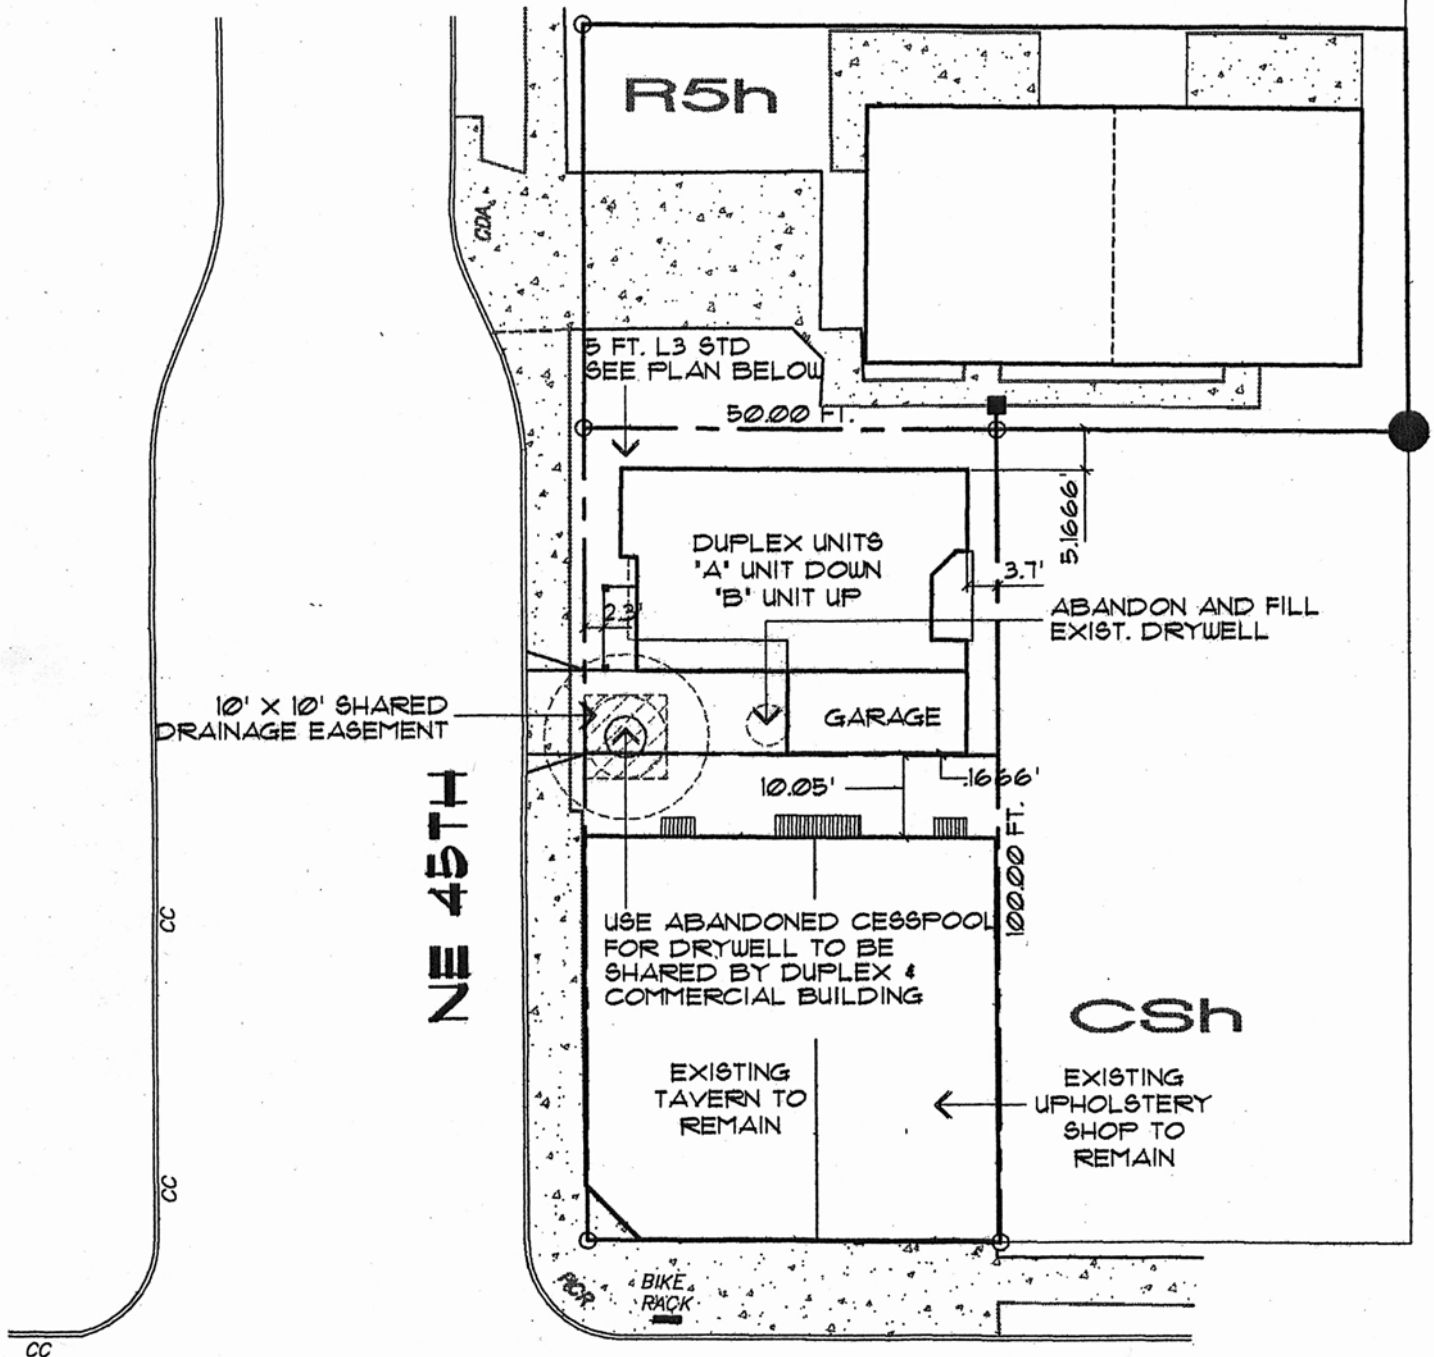 R5h
CDA
5 FT. L3 STD
SEE PLAN BELOW
50.00 FT.
5.1666'
DUPLEX UNITS
"A" UNIT DOWN
"B" UNIT UP
3.7'
2.3'
ABANDON AND FILL
EXIST. DRYWELL
10' X 10' SHARED
DRAINAGE EASEMENT
GARAGE
10.05'
.1666'
NE 45TH
100.00 FT.
CC
USE ABANDONED CESSPOOL
FOR DRYWELL TO BE
SHARED BY DUPLEX &
COMMERCIAL BUILDING
CSh
EXISTING
TAVERN TO
REMAIN
EXISTING
UPHOLSTERY
SHOP TO
REMAIN
CC
BIKE
RACK
CC